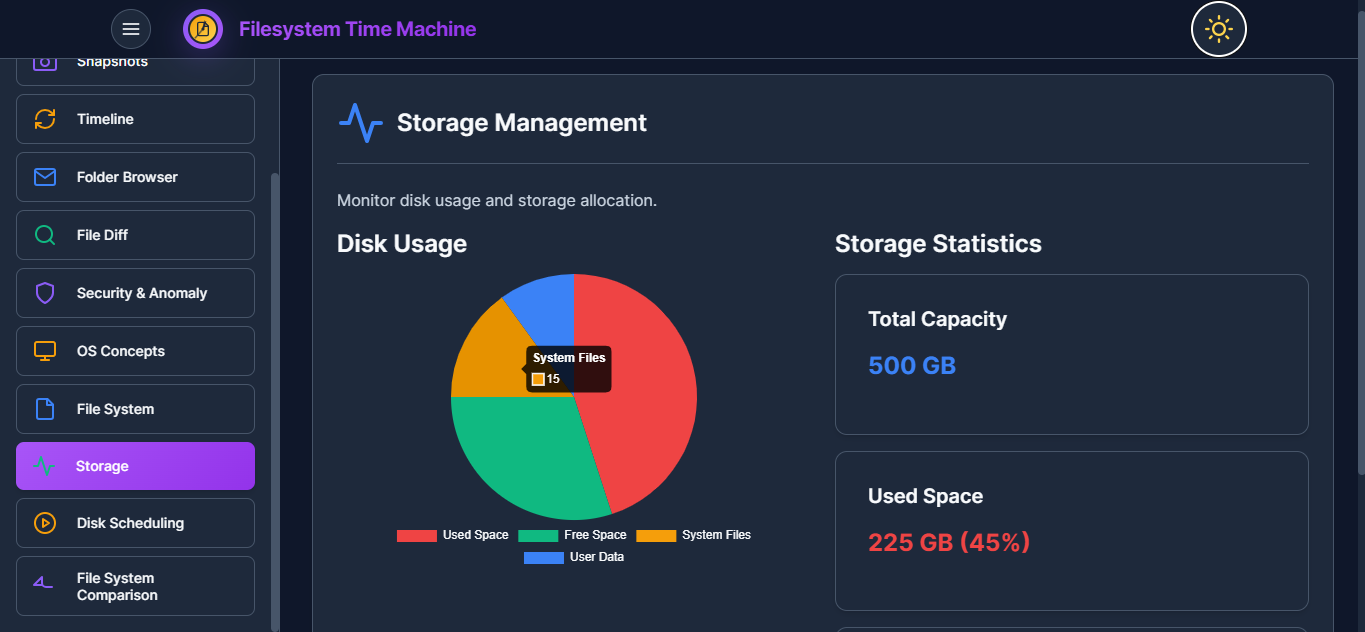 Filesystem Time Machine
Snapshots
Timeline
Folder Browser
File Diff
Security & Anomaly
OS Concepts
File System
Storage
Disk Scheduling
File System
Comparison
Storage Management
Monitor disk usage and storage allocation.
Disk Usage
System Files
15
Used Space
Free Space
System Files
User Data
Storage Statistics
Total Capacity
500 GB
Used Space
225 GB (45%)